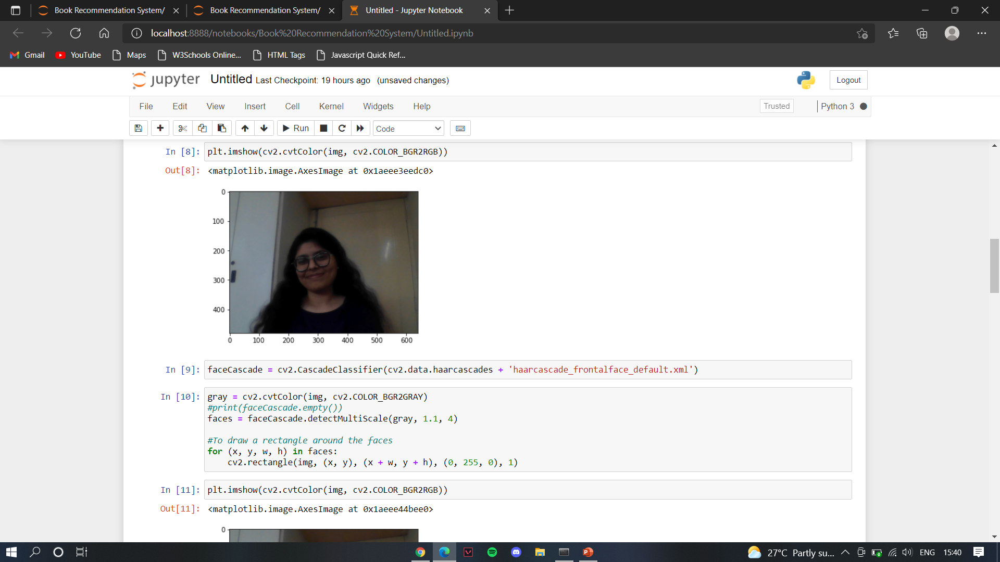 Book Recommendation System/
Book Recommendation System/
Untitled - Jupyter Notebook
localhost:8888/notebooks/Book%20Recommendation%20System/Untitled.ipynb
Gmail YouTube Maps W3Schools Online... HTML Tags Javascript Quick Ref...
jupyter Untitled Last Checkpoint: 19 hours ago (unsaved changes) Logout
File Edit View Insert Cell Kernel Widgets Help Trusted Python 3
Run Code
In [8]: plt.imshow(cv2.cvtColor(img, cv2.COLOR_BGR2RGB))
Out[8]: <matplotlib.image.AxesImage at 0x1aeee3eedc0>
0
100
200
300
400
0 100 200 300 400 500 600
In [9]: faceCascade = cv2.CascadeClassifier(cv2.data.haarcascades + 'haarcascade_frontalface_default.xml')
In [10]: gray = cv2.cvtColor(img, cv2.COLOR_BGR2GRAY)
#print(faceCascade.empty())
faces = faceCascade.detectMultiScale(gray, 1.1, 4)
#To draw a rectangle around the faces
for (x, y, w, h) in faces:
    cv2.rectangle(img, (x, y), (x + w, y + h), (0, 255, 0), 1)
In [11]: plt.imshow(cv2.cvtColor(img, cv2.COLOR_BGR2RGB))
Out[11]: <matplotlib.image.AxesImage at 0x1aeee44bee0>
0
27°C Partly su... ENG 15:40